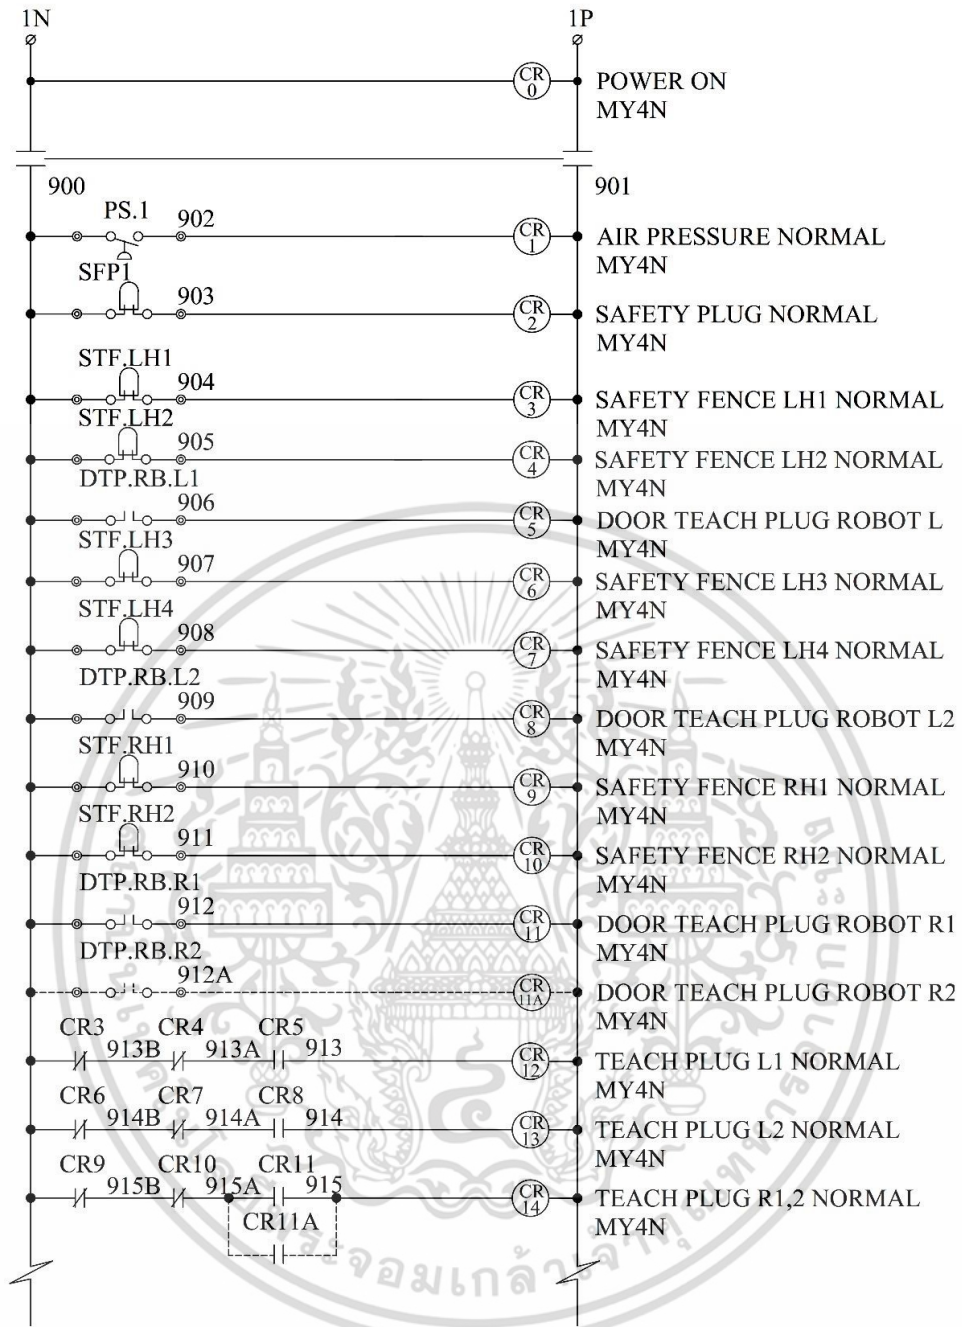 1N 1P
CR 0 POWER ON
MY4N
900 901
PS.1 902 CR 1 AIR PRESSURE NORMAL
MY4N
SFP1 903 CR 2 SAFETY PLUG NORMAL
MY4N
STF.LH1 904 CR 3 SAFETY FENCE LH1 NORMAL
MY4N
STF.LH2 905 CR 4 SAFETY FENCE LH2 NORMAL
MY4N
DTP.RB.L1 906 CR 5 DOOR TEACH PLUG ROBOT L
MY4N
STF.LH3 907 CR 6 SAFETY FENCE LH3 NORMAL
MY4N
STF.LH4 908 CR 7 SAFETY FENCE LH4 NORMAL
MY4N
DTP.RB.L2 909 CR 8 DOOR TEACH PLUG ROBOT L2
MY4N
STF.RH1 910 CR 9 SAFETY FENCE RH1 NORMAL
MY4N
STF.RH2 911 CR 10 SAFETY FENCE RH2 NORMAL
MY4N
DTP.RB.R1 912 CR 11 DOOR TEACH PLUG ROBOT R1
MY4N
DTP.RB.R2 912A CR 11A DOOR TEACH PLUG ROBOT R2
MY4N
CR3 913B CR4 913A CR5 913 CR 12 TEACH PLUG L1 NORMAL
MY4N
CR6 914B CR7 914A CR8 914 CR 13 TEACH PLUG L2 NORMAL
MY4N
CR9 915B CR10 915A CR11 915 CR 14 TEACH PLUG R1,2 NORMAL
MY4N
CR11A